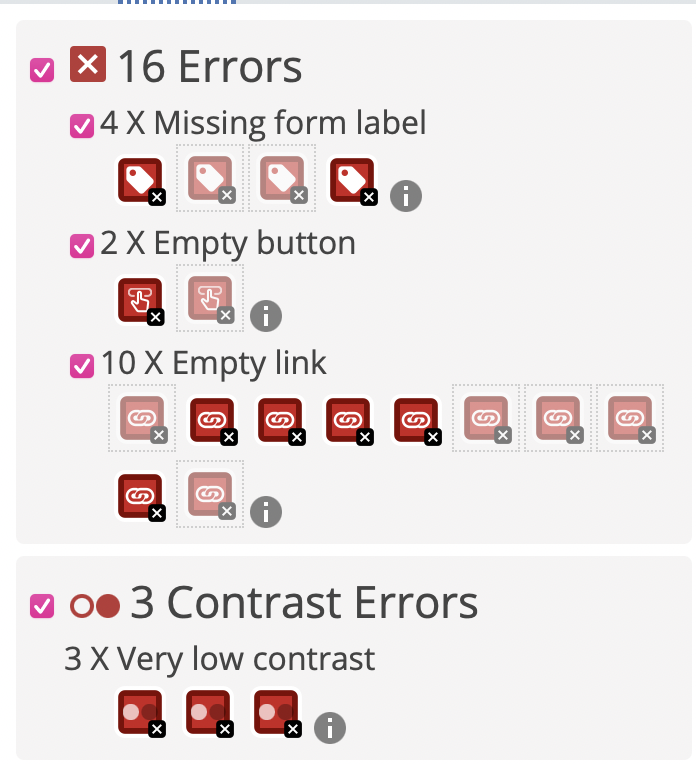 16 Errors
4 X Missing form label
2 X Empty button
10 X Empty link
3 Contrast Errors
3 X Very low contrast